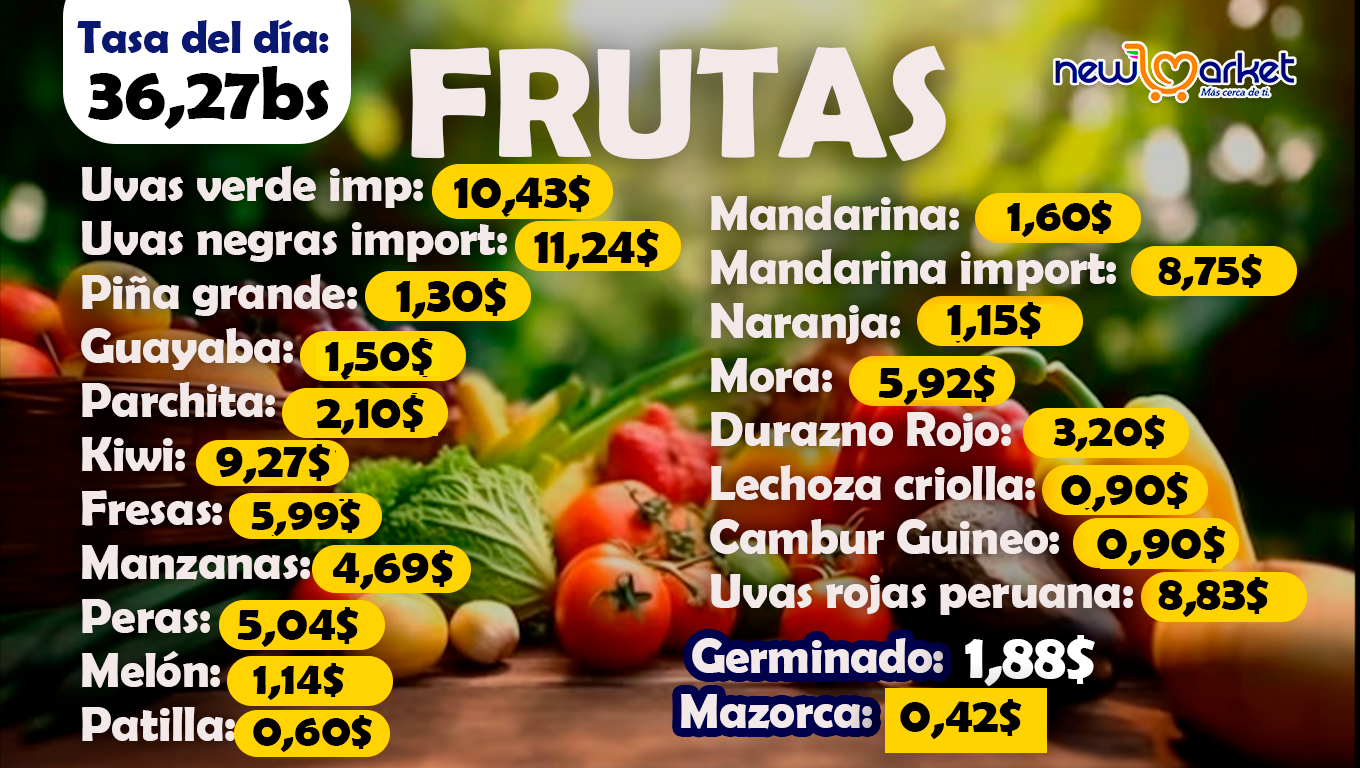 Tasa del día:
36,27bs
FRUTAS
new market
Más cerca de ti.
Uvas verde imp: 10,43$
Uvas negras import: 11,24$
Piña grande: 1,30$
Guayaba: 1,50$
Parchita: 2,10$
Kiwi: 9,27$
Fresas: 5,99$
Manzanas: 4,69$
Peras: 5,04$
Melón: 1,14$
Patilla: 0,60$
Mandarina: 1,60$
Mandarina import: 8,75$
Naranja: 1,15$
Mora: 5,92$
Durazno Rojo: 3,20$
Lechoza criolla: 0,90$
Cambur Guineo: 0,90$
Uvas rojas peruana: 8,83$
Germinado: 1,88$
Mazorca: 0,42$